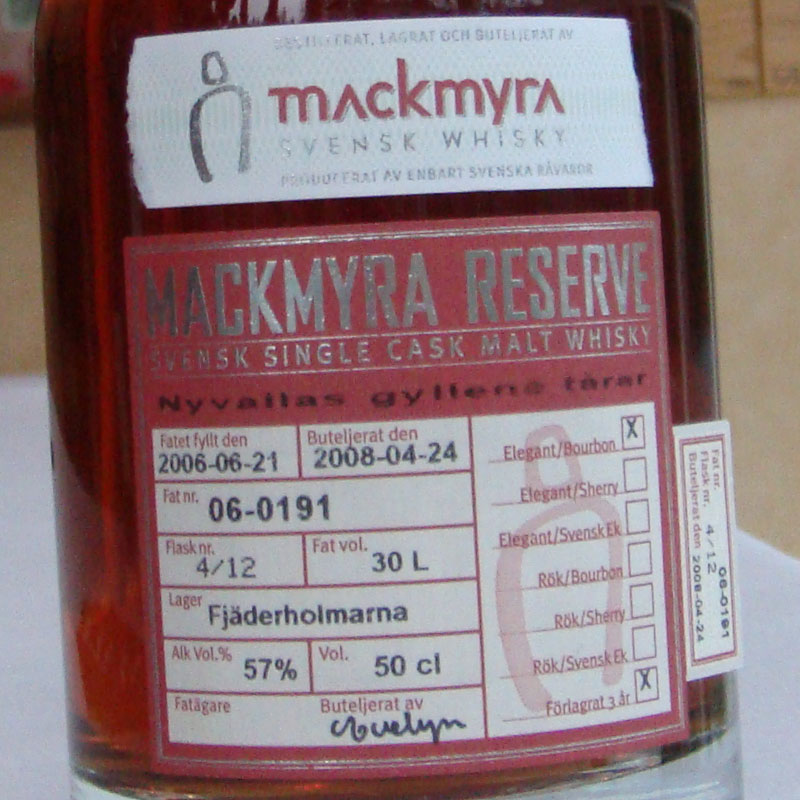 DESTILLERAT, LAGRAT OCH BUTELJERAT AV
mackmyra
SVENSK WHISKY
PRODUCERAT AV ENBART SVENSKA RÅVAROR
MACKMYRA RESERVE
SVENSK SINGLE CASK MALT WHISKY
Nyvallas gyllene tårar
Fatet fyllt den
2006-06-21
Buteljerat den
2008-04-24
Fat nr. 06-0191
Flask nr.
4/12
Fat vol.
30 L
Lager Fjäderholmarna
Alk Vol.% 57%
Vol. 50 cl
Fatägare
Buteljerat av
Evelyn
Elegant/Bourbon X
Elegant/Sherry
Elegant/Svensk Ek
Rök/Bourbon
Rök/Sherry
Rök/Svensk Ek
Förlagrat 3 år X
Fat nr. 06-0191
Flask nr. 4/12
Buteljerat den 2008-04-24